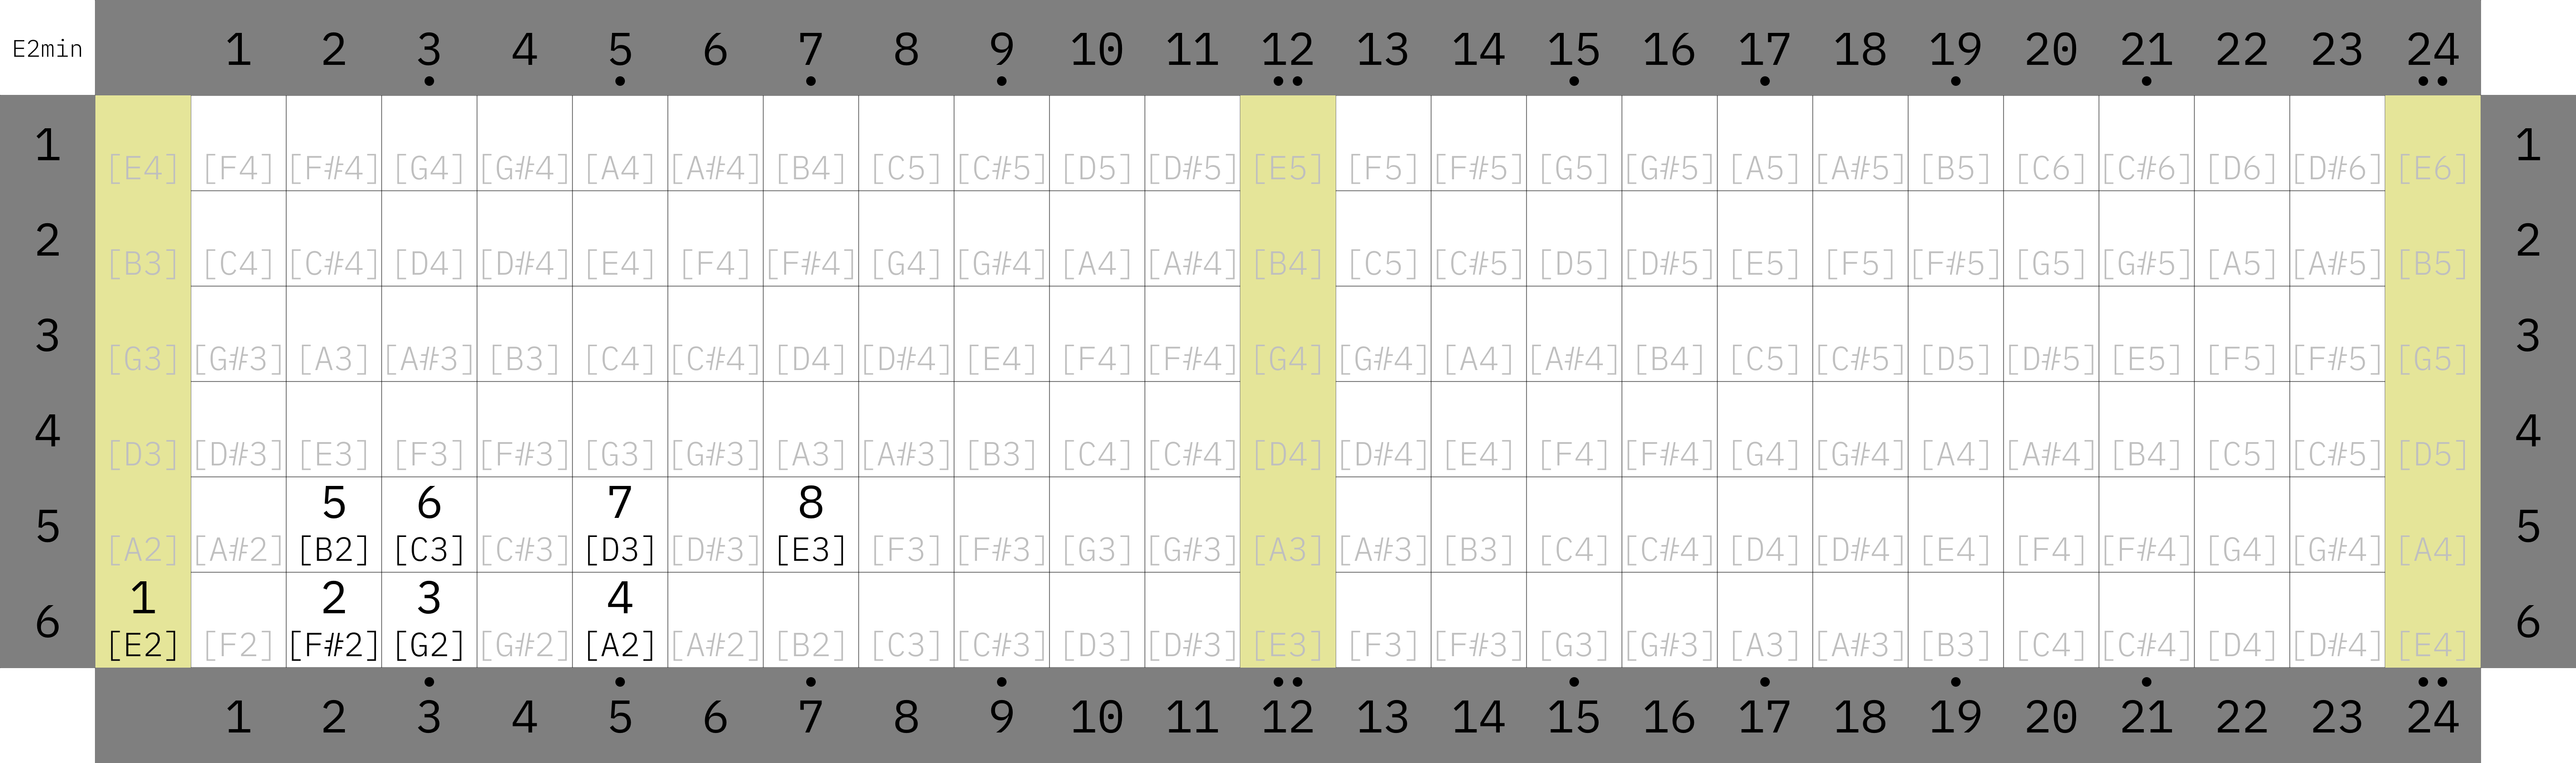 E2min 1 2 3 4 5 6 7 8 9 10 11 12 13 14 15 16 17 18 19 20 21 22 23 24
1 [E4] [F4] [F#4] [G4] [G#4] [A4] [A#4] [B4] [C5] [C#5] [D5] [D#5] [E5] [F5] [F#5] [G5] [G#5] [A5] [A#5] [B5] [C6] [C#6] [D6] [D#6] [E6] 1
2 [B3] [C4] [C#4] [D4] [D#4] [E4] [F4] [F#4] [G4] [G#4] [A4] [A#4] [B4] [C5] [C#5] [D5] [D#5] [E5] [F5] [F#5] [G5] [G#5] [A5] [A#5] [B5] 2
3 [G3] [G#3] [A3] [A#3] [B3] [C4] [C#4] [D4] [D#4] [E4] [F4] [F#4] [G4] [G#4] [A4] [A#4] [B4] [C5] [C#5] [D5] [D#5] [E5] [F5] [F#5] [G5] 3
4 [D3] [D#3] [E3] [F3] [F#3] [G3] [G#3] [A3] [A#3] [B3] [C4] [C#4] [D4] [D#4] [E4] [F4] [F#4] [G4] [G#4] [A4] [A#4] [B4] [C5] [C#5] [D5] 4
5 6 7 8
5 [A2] [A#2] [B2] [C3] [C#3] [D3] [D#3] [E3] [F3] [F#3] [G3] [G#3] [A3] [A#3] [B3] [C4] [C#4] [D4] [D#4] [E4] [F4] [F#4] [G4] [G#4] [A4] 5
1 2 3 4
6 [E2] [F2] [F#2] [G2] [G#2] [A2] [A#2] [B2] [C3] [C#3] [D3] [D#3] [E3] [F3] [F#3] [G3] [G#3] [A3] [A#3] [B3] [C4] [C#4] [D4] [D#4] [E4] 6
1 2 3 4 5 6 7 8 9 10 11 12 13 14 15 16 17 18 19 20 21 22 23 24